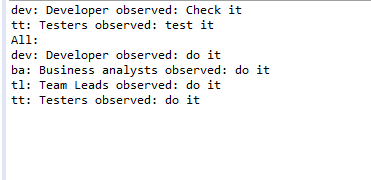 dev: Developer observed: Check it
tt: Testers observed: test it
All:
dev: Developer observed: do it
ba: Business analysts observed: do it
tl: Team Leads observed: do it
tt: Testers observed: do it